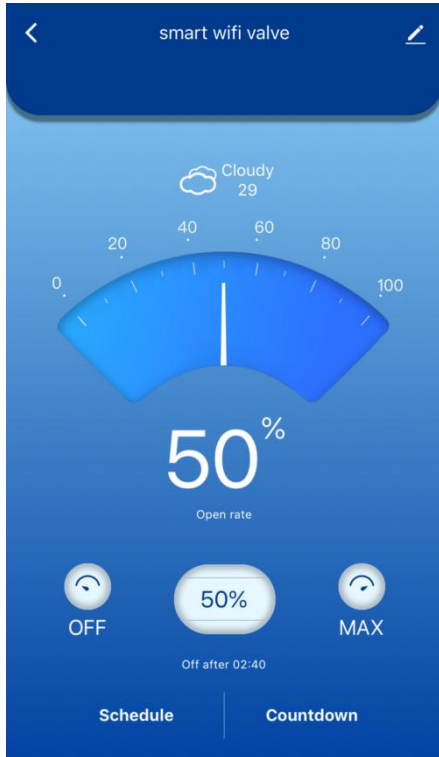 smart wifi valve
Cloudy
29
0
20
40
60
80
100
50%
Open rate
50%
OFF
MAX
Off after 02:40
Schedule
Countdown